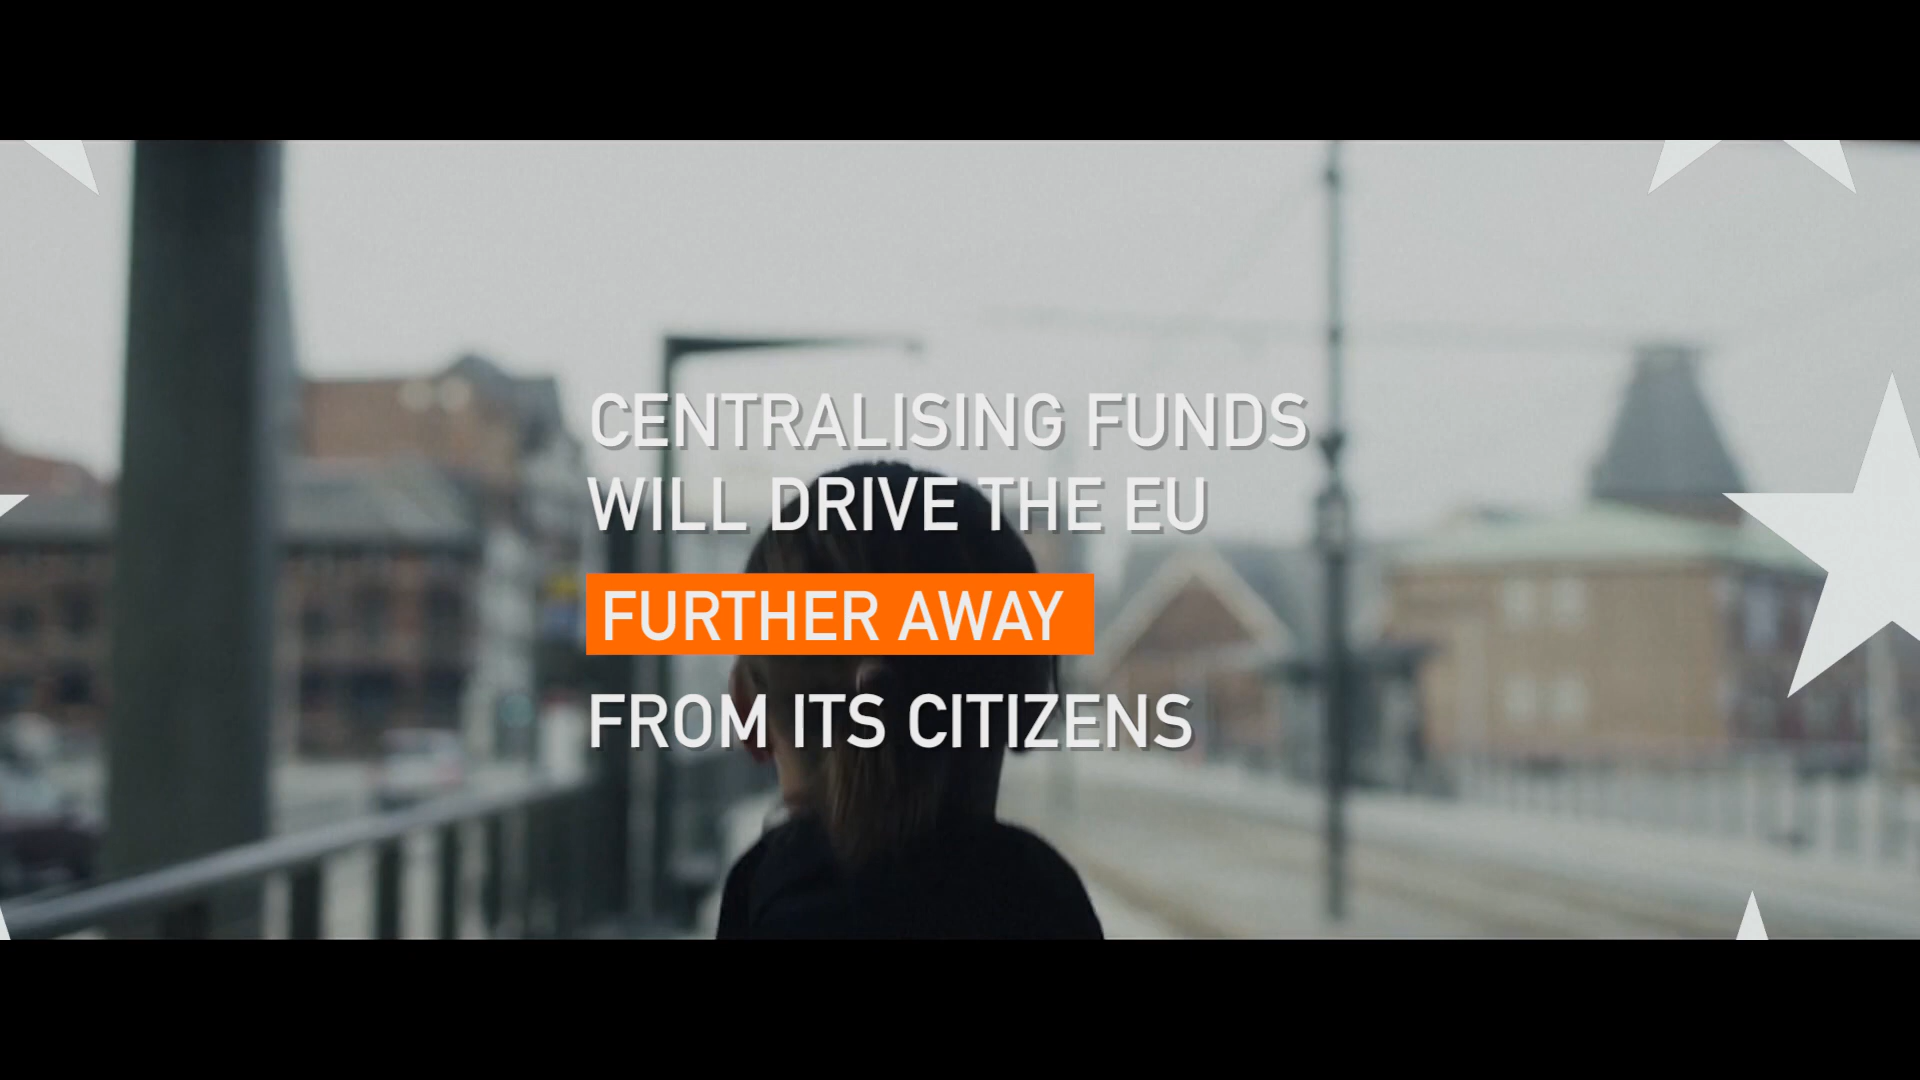 CENTRALISING FUNDS
WILL DRIVE THE EU
FURTHER AWAY
FROM ITS CITIZENS